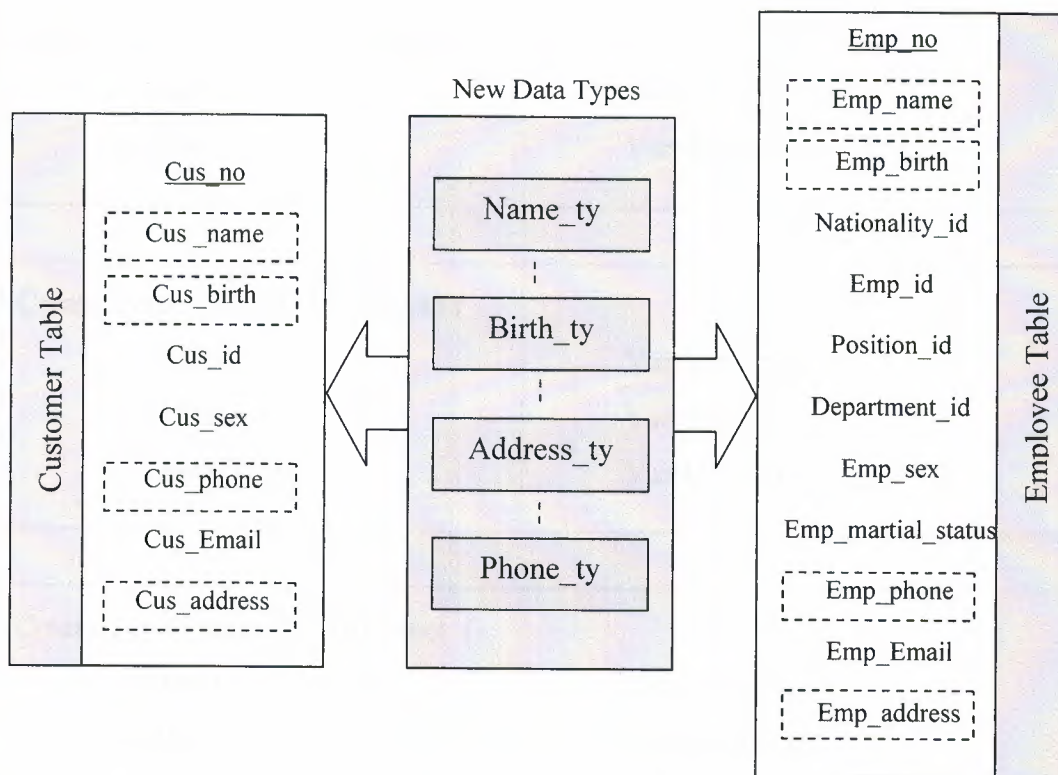 Customer Table
Cus_no
Cus _name
Cus_birth
Cus_id
Cus_sex
Cus_phone
Cus_Email
Cus_address
New Data Types
Name_ty
Birth_ty
Address_ty
Phone_ty
Emp_no
Emp_name
Emp_birth
Nationality_id
Emp_id
Position_id
Department_id
Emp_sex
Emp_martial_status
Emp_phone
Emp_Email
Emp_address
Employee Table